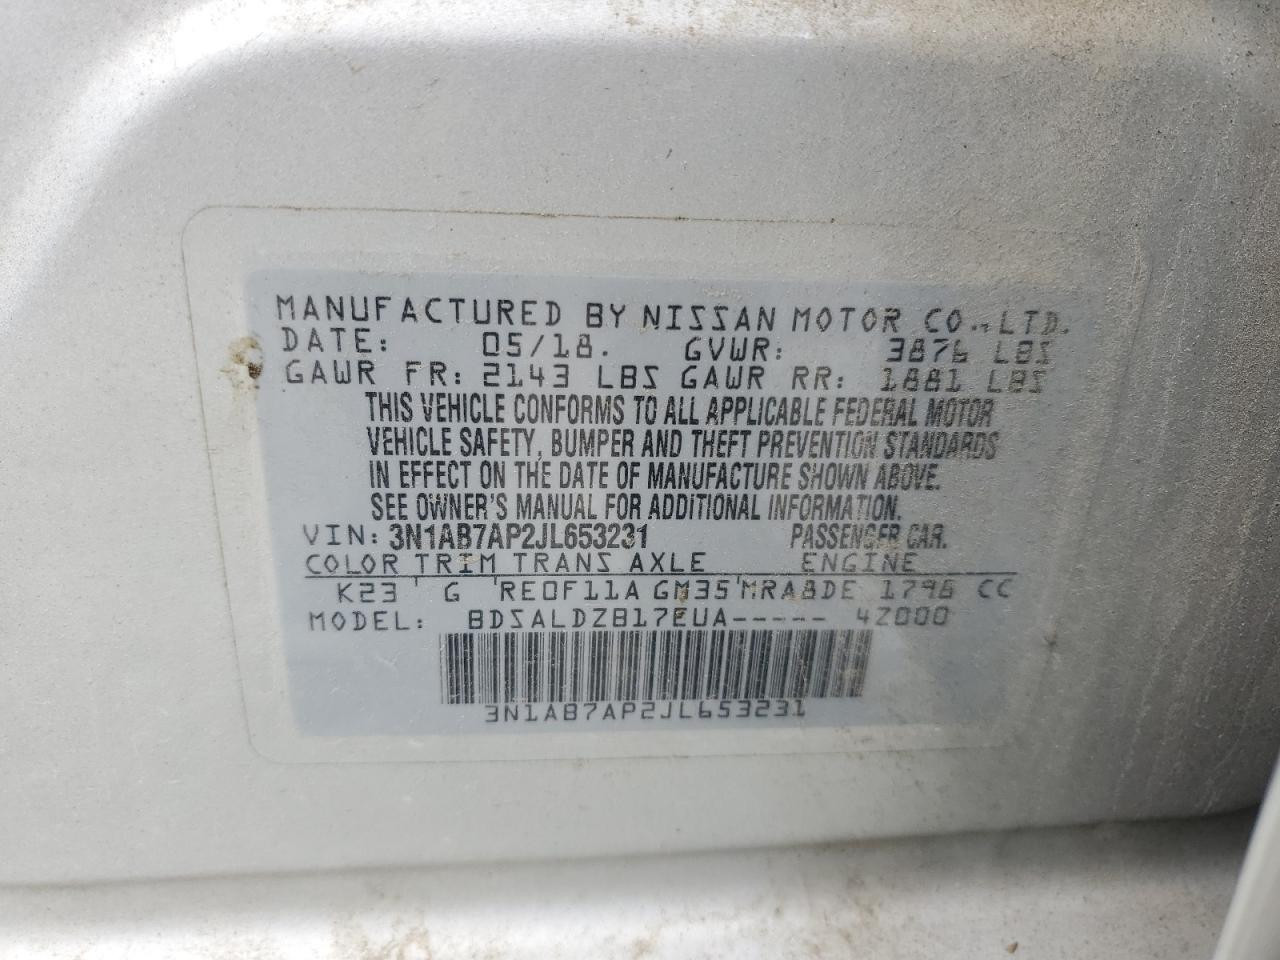 MANUFACTURED BY NISSAN MOTOR CO., LTD.
DATE: 05/18. GVWR: 3876 LBS
GAWR FR: 2143 LBS GAWR RR: 1881 LBS
THIS VEHICLE CONFORMS TO ALL APPLICABLE FEDERAL MOTOR
VEHICLE SAFETY, BUMPER AND THEFT PREVENTION STANDARDS
IN EFFECT ON THE DATE OF MANUFACTURE SHOWN ABOVE.
SEE OWNER'S MANUAL FOR ADDITIONAL INFORMATION.
VIN: 3N1AB7AP2JL653231 PASSENGER CAR.
COLOR TRIM TRANS AXLE ENGINE
K23 ' G 'RE0F11A GM35'MRA8DE 1798 CC
MODEL: BDSALDZB17EUA----- 4Z000
3N1AB7AP2JL653231